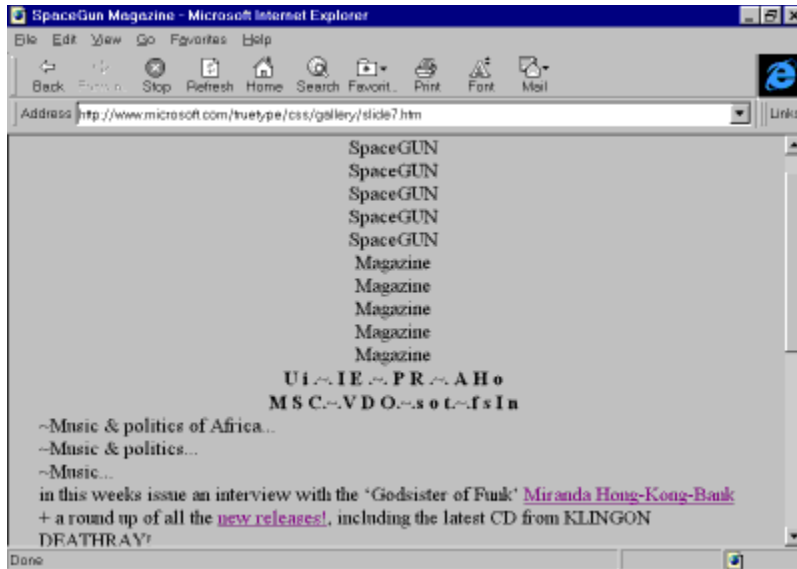 SpaceGun Magazine - Microsoft Internet Explorer
File Edit View Go Favorites Help
Back Forward Stop Refresh Home Search Favorit.. Print Font Mail
Address http://www.microsoft.com/truetype/css/gallery/slide7.htm Links
SpaceGUN
SpaceGUN
SpaceGUN
SpaceGUN
SpaceGUN
Magazine
Magazine
Magazine
Magazine
Magazine
U i .~. I E .~. P R .~. A H o
M S C.~.V D O.~.s o t.~.f s I n
~Music & politics of Africa...
~Music & politics...
~Music...
in this weeks issue an interview with the ‘Godsister of Funk’ Miranda Hong-Kong-Bank
+ a round up of all the new releases!, including the latest CD from KLINGON
DEATHRAY!
Done